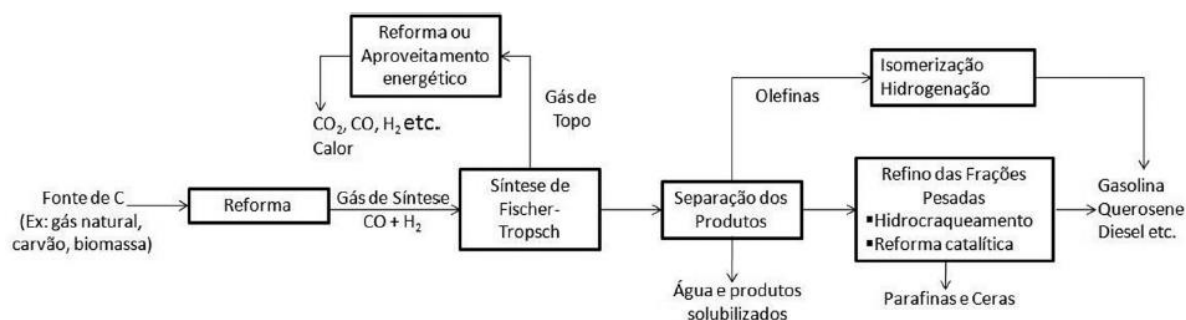 Reforma ou
Aproveitamento
energético
CO₂, CO, H₂ etc.
Calor
Gás de
Topo
Olefinas
Isomerização
Hidrogenação
Fonte de C
(Ex: gás natural,
carvão, biomassa)
Reforma
Gás de Síntese
CO + H₂
Síntese de
Fischer-
Tropsch
Separação dos
Produtos
Água e produtos
solubilizados
Refino das Frações
Pesadas
▪Hidrocraqueamento
▪Reforma catalítica
Parafinas e Ceras
Gasolina
Querosene
Diesel etc.